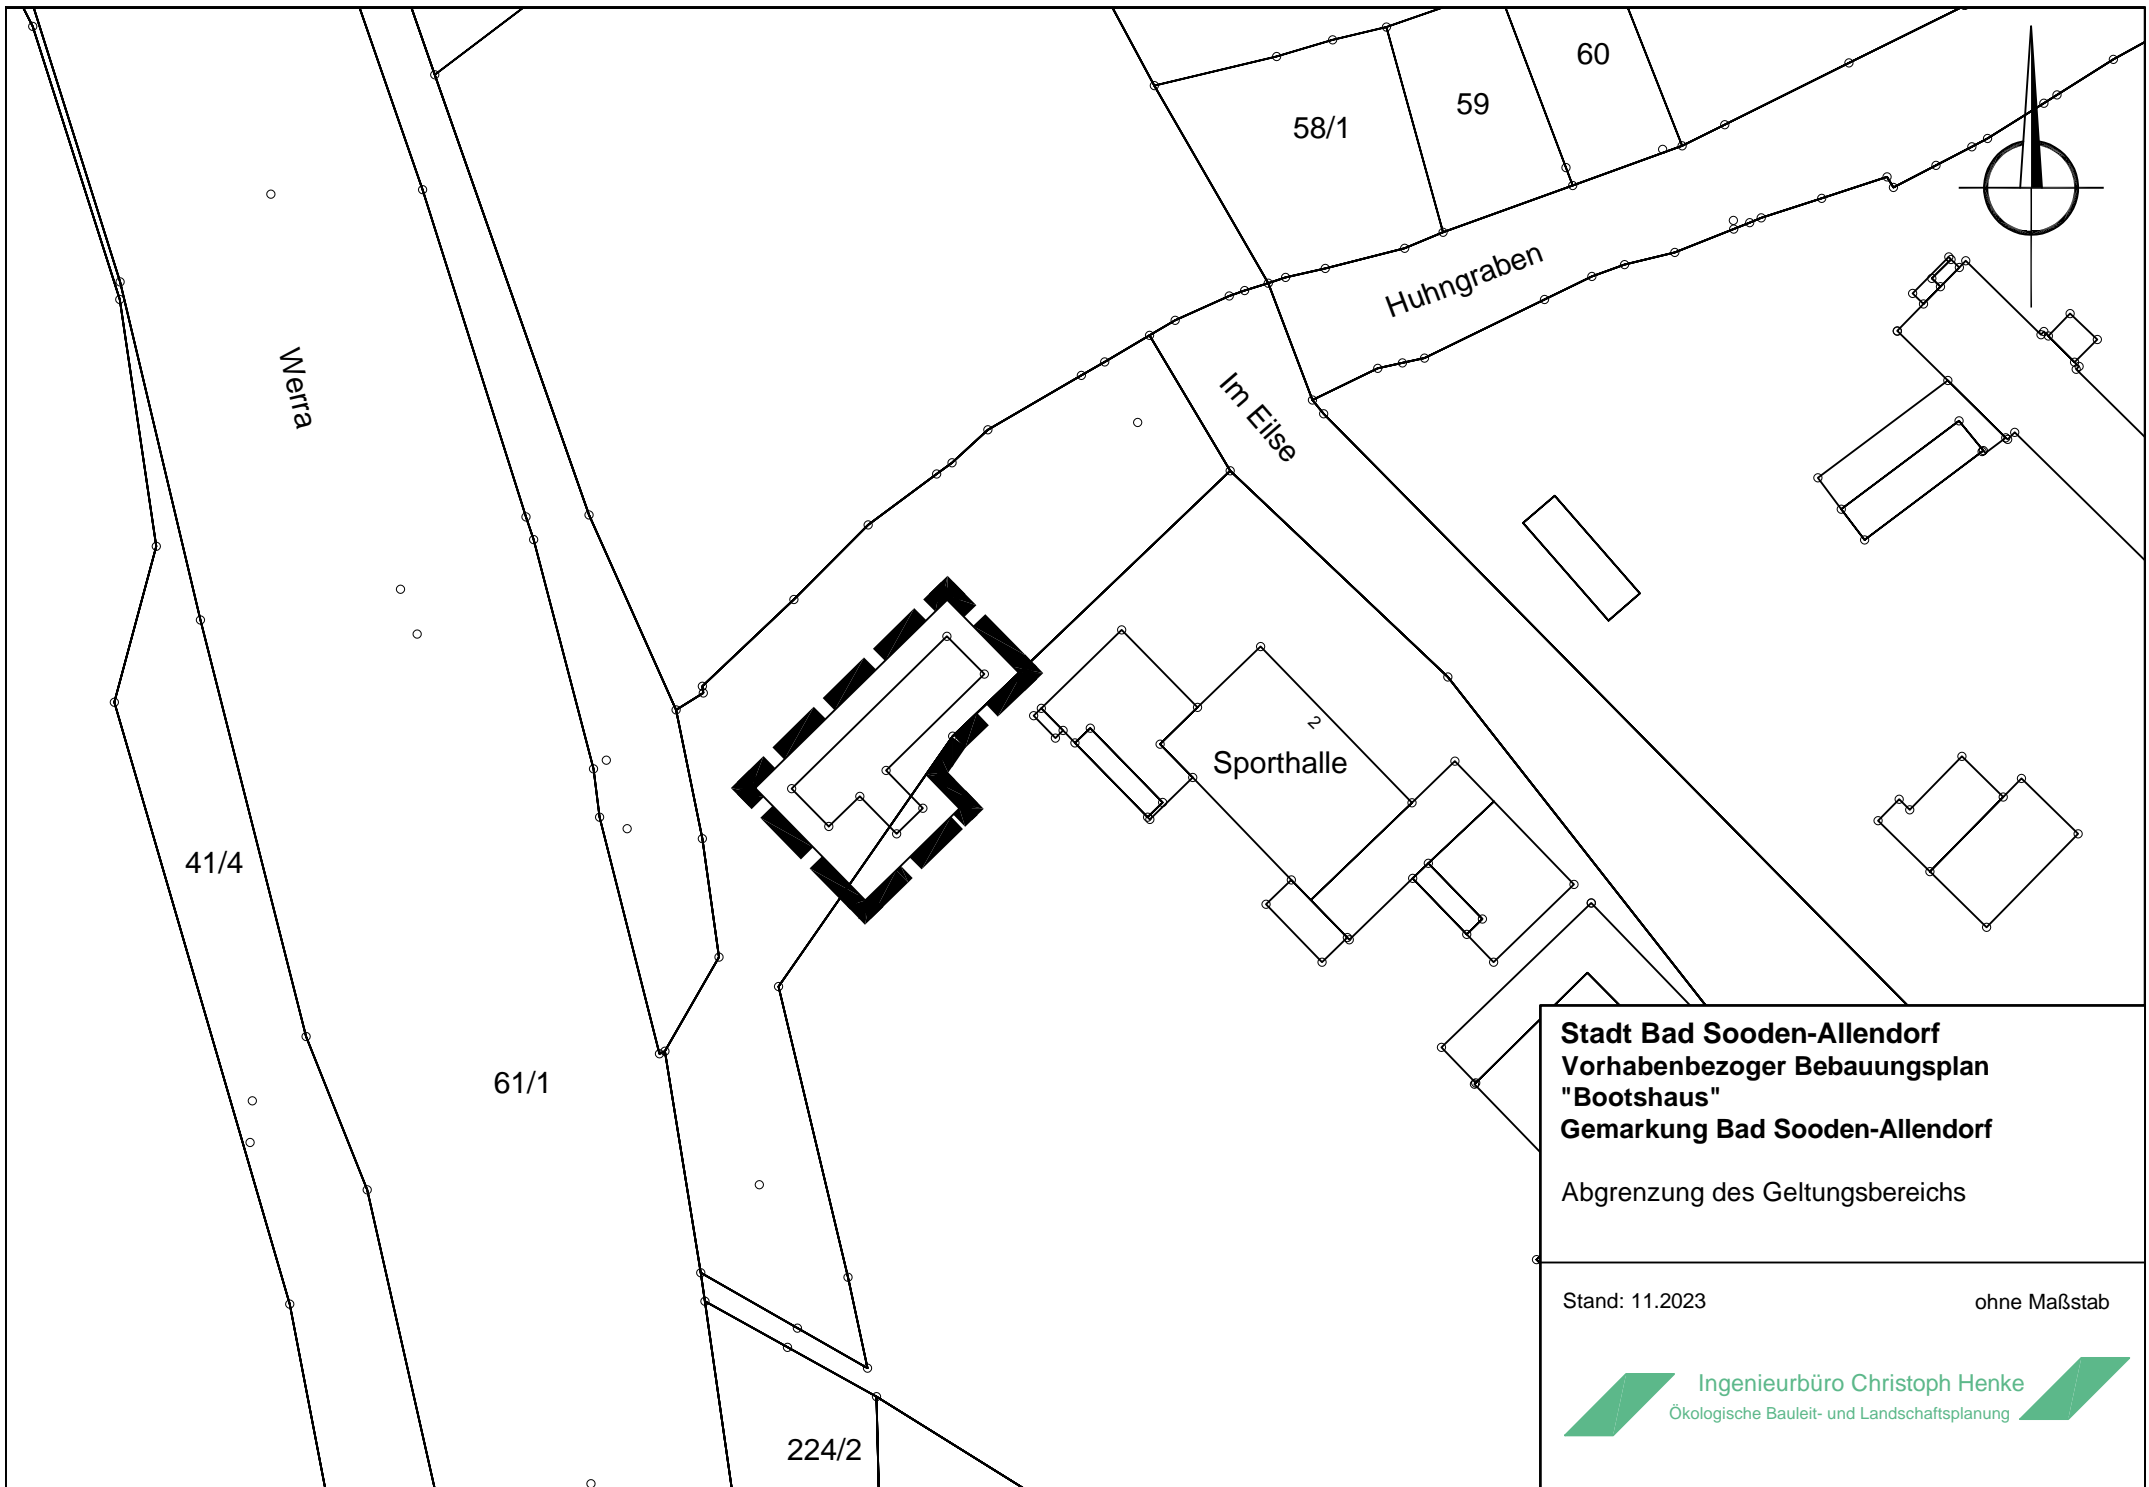 60
59
58/1
Huhngraben
Werra
Im Eilse
2
Sporthalle
41/4
61/1
224/2
Stadt Bad Sooden-Allendorf
Vorhabenbezoger Bebauungsplan
"Bootshaus"
Gemarkung Bad Sooden-Allendorf
Abgrenzung des Geltungsbereichs
Stand: 11.2023 ohne Maßstab
Ingenieurbüro Christoph Henke
Ökologische Bauleit- und Landschaftsplanung